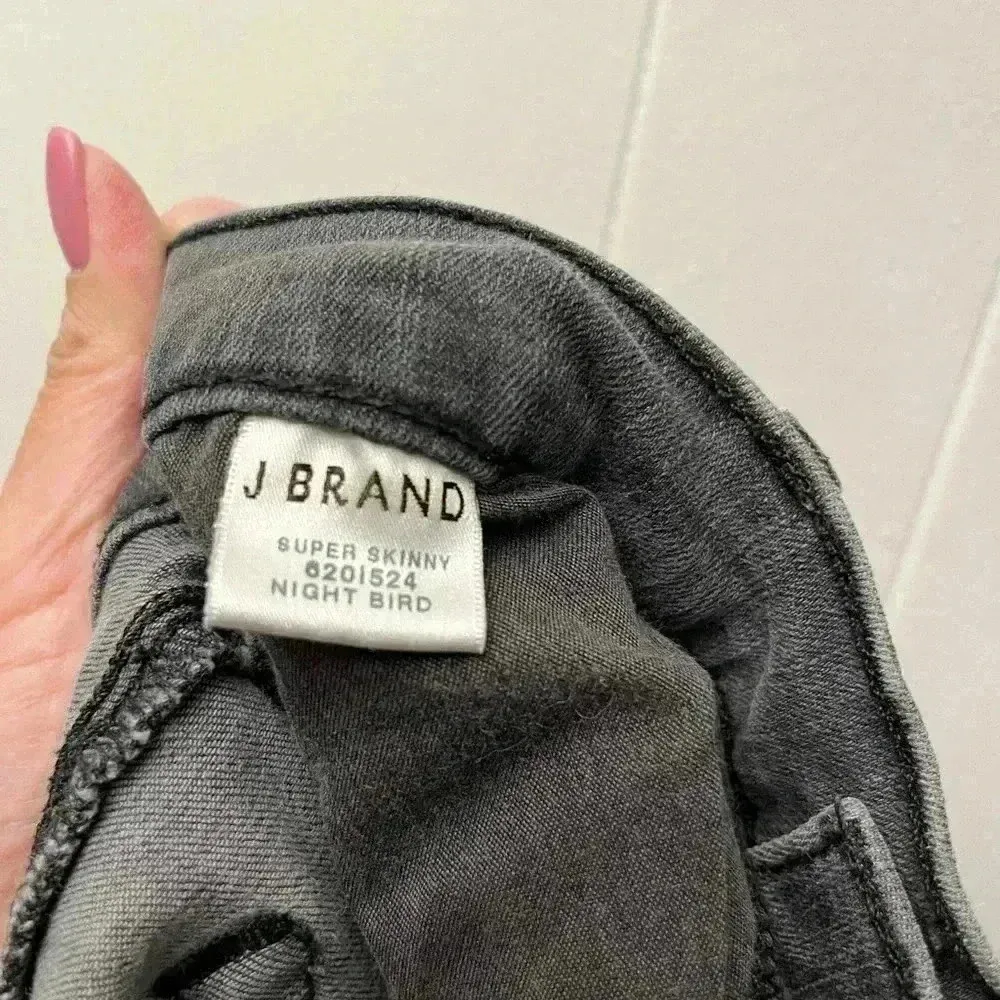 J BRAND
SUPER SKINNY
6201524
NIGHT BIRD